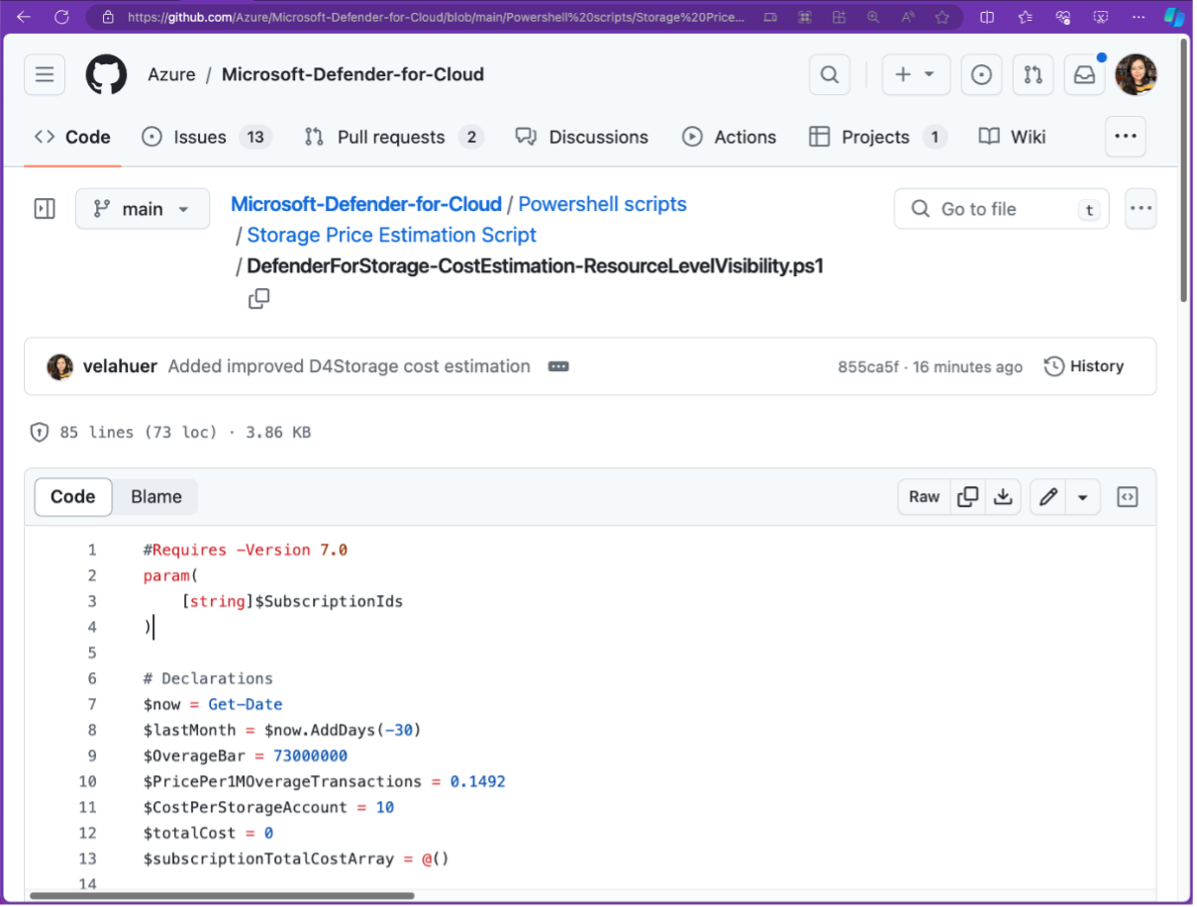 https://github.com/Azure/Microsoft-Defender-for-Cloud/blob/main/Powershell%20scripts/Storage%20Price...
Azure / Microsoft-Defender-for-Cloud
Code Issues 13 Pull requests 2 Discussions Actions Projects 1 Wiki
main
Microsoft-Defender-for-Cloud / Powershell scripts
/ Storage Price Estimation Script
/ DefenderForStorage-CostEstimation-ResourceLevelVisibility.ps1
Go to file t
velahuer Added improved D4Storage cost estimation 855ca5f · 16 minutes ago History
85 lines (73 loc) · 3.86 KB
Code Blame Raw
1 #Requires -Version 7.0
2 param(
3 [string]$SubscriptionIds
4 )
5
6 # Declarations
7 $now = Get-Date
8 $lastMonth = $now.AddDays(-30)
9 $OverageBar = 73000000
10 $PricePer1MOverageTransactions = 0.1492
11 $CostPerStorageAccount = 10
12 $totalCost = 0
13 $subscriptionTotalCostArray = @()
14